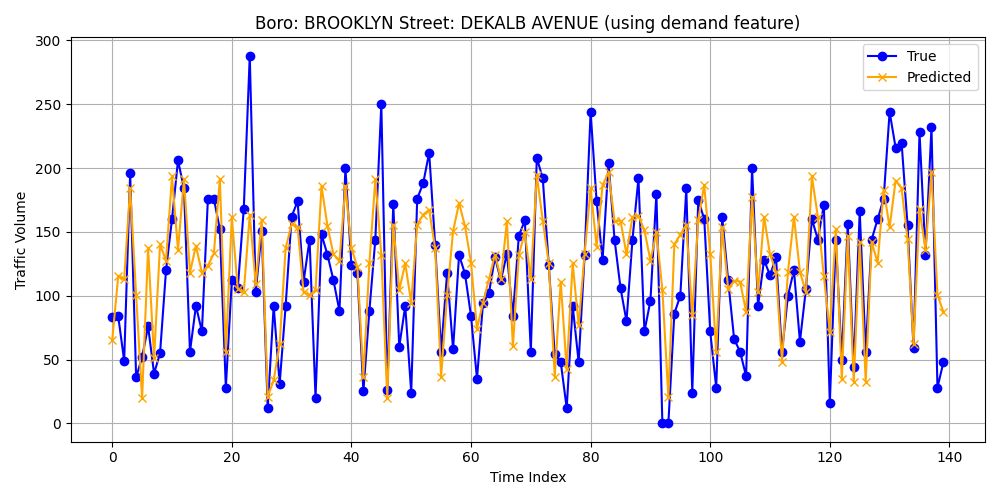 Boro: BROOKLYN Street: DEKALB AVENUE (using demand feature)
300
250
200
150
100
50
0
Traffic Volume
True
Predicted
0 20 40 60 80 100 120 140
Time Index